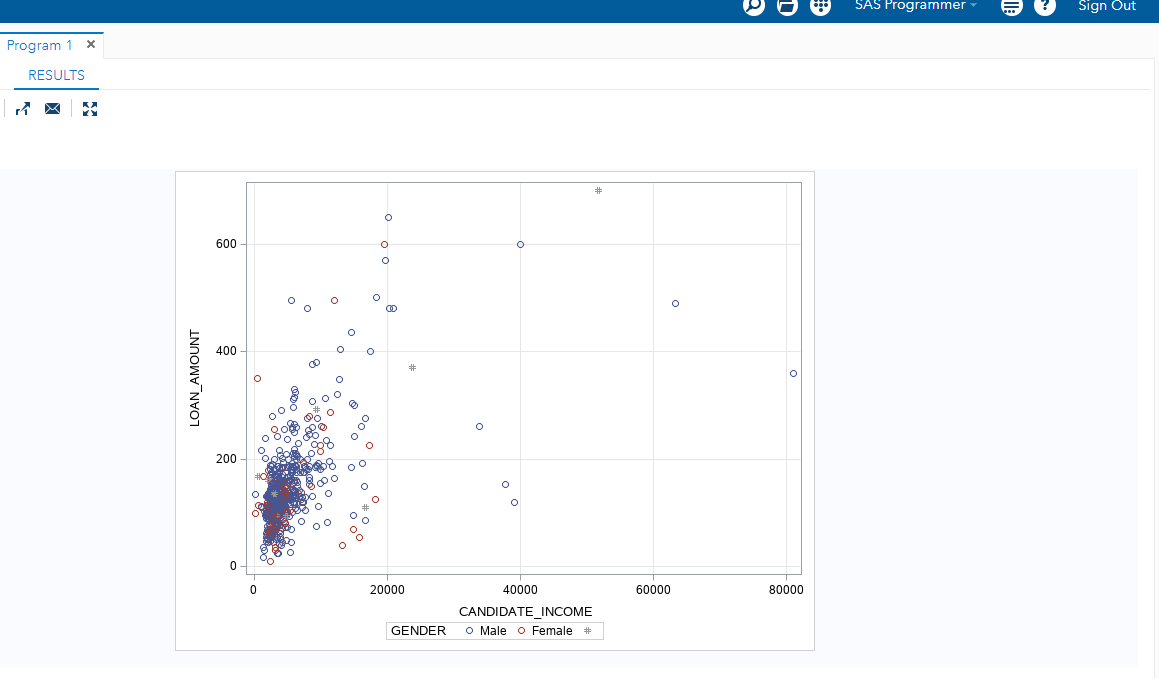 SAS Programmer
Sign Out
Program 1
RESULTS
600
400
200
0
LOAN_AMOUNT
0 20000 40000 60000 80000
CANDIDATE_INCOME
GENDER Male Female